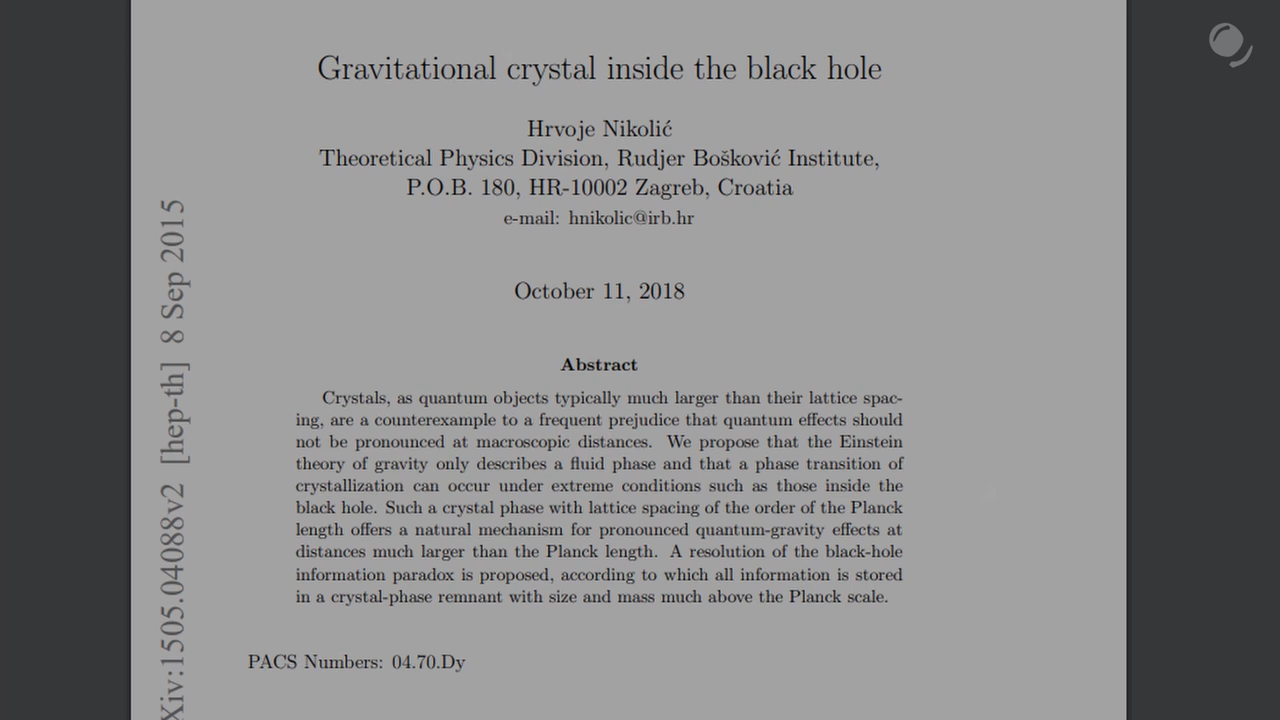 Gravitational crystal inside the black hole
Hrvoje Nikolić
Theoretical Physics Division, Rudjer Bošković Institute,
P.O.B. 180, HR-10002 Zagreb, Croatia
e-mail: hnikolic@irb.hr
October 11, 2018
Abstract
Crystals, as quantum objects typically much larger than their lattice spac-
ing, are a counterexample to a frequent prejudice that quantum effects should
not be pronounced at macroscopic distances. We propose that the Einstein
theory of gravity only describes a fluid phase and that a phase transition of
crystallization can occur under extreme conditions such as those inside the
black hole. Such a crystal phase with lattice spacing of the order of the Planck
length offers a natural mechanism for pronounced quantum-gravity effects at
distances much larger than the Planck length. A resolution of the black-hole
information paradox is proposed, according to which all information is stored
in a crystal-phase remnant with size and mass much above the Planck scale.
PACS Numbers: 04.70.Dy
Xiv:1505.04088v2 [hep-th] 8 Sep 2015